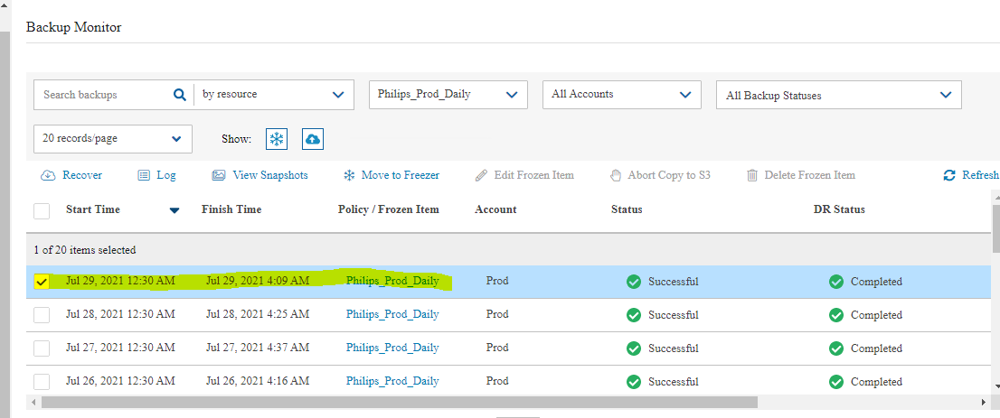 Backup Monitor
Search backups by resource Philips_Prod_Daily All Accounts All Backup Statuses
20 records/page Show:
Recover Log View Snapshots Move to Freezer Edit Frozen Item Abort Copy to S3 Delete Frozen Item Refresh
Start Time Finish Time Policy / Frozen Item Account Status DR Status
1 of 20 items selected
Jul 29, 2021 12:30 AM Jul 29, 2021 4:09 AM Philips_Prod_Daily Prod Successful Completed
Jul 28, 2021 12:30 AM Jul 28, 2021 4:25 AM Philips_Prod_Daily Prod Successful Completed
Jul 27, 2021 12:30 AM Jul 27, 2021 4:37 AM Philips_Prod_Daily Prod Successful Completed
Jul 26, 2021 12:30 AM Jul 26, 2021 4:16 AM Philips_Prod_Daily Prod Successful Completed